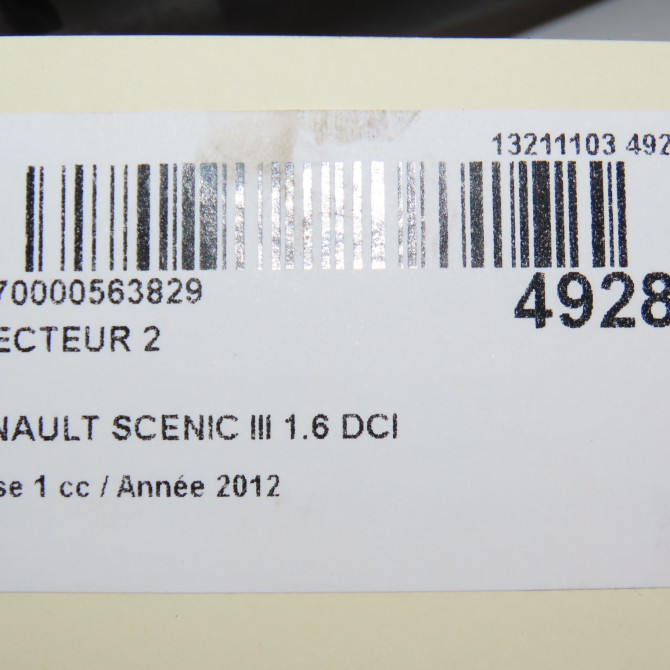 13211103 492
70000563829
4928
ECTEUR 2
NAULT SCENIC III 1.6 DCI
se 1 cc / Année 2012